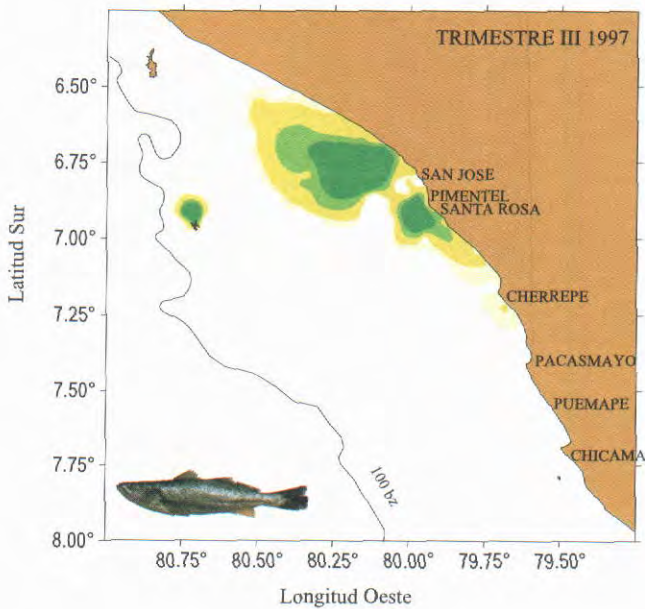 TRIMESTRE III 1997
6.50°
6.75°
7.00°
7.25°
7.50°
7.75°
8.00°
Latitud Sur
SAN JOSE
PIMENTEL
SANTA ROSA
CHERREPE
PACASMAYO
PUEMAPE
CHICAMA
100 bz
80.75° 80.50° 80.25° 80.00° 79.75° 79.50°
Longitud Oeste